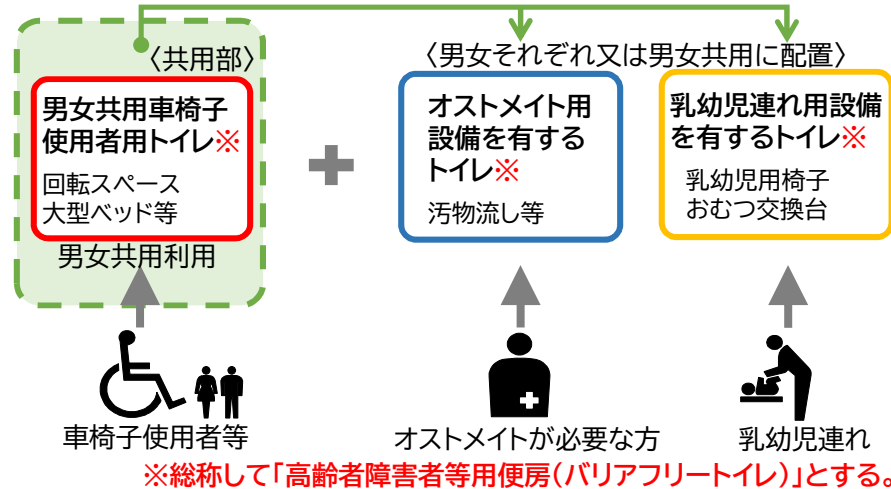 〈共用部〉
男女共用車椅子
使用者用トイレ※
回転スペース
大型ベッド等
男女共用利用
車椅子使用者等
〈男女それぞれ又は男女共用に配置〉
オストメイト用
設備を有する
トイレ※
汚物流し等
オストメイトが必要な方
乳幼児連れ用設備
を有するトイレ※
乳幼児用椅子
おむつ交換台
乳幼児連れ
※総称して「高齢者障害者等用便房(バリアフリートイレ)」とする。